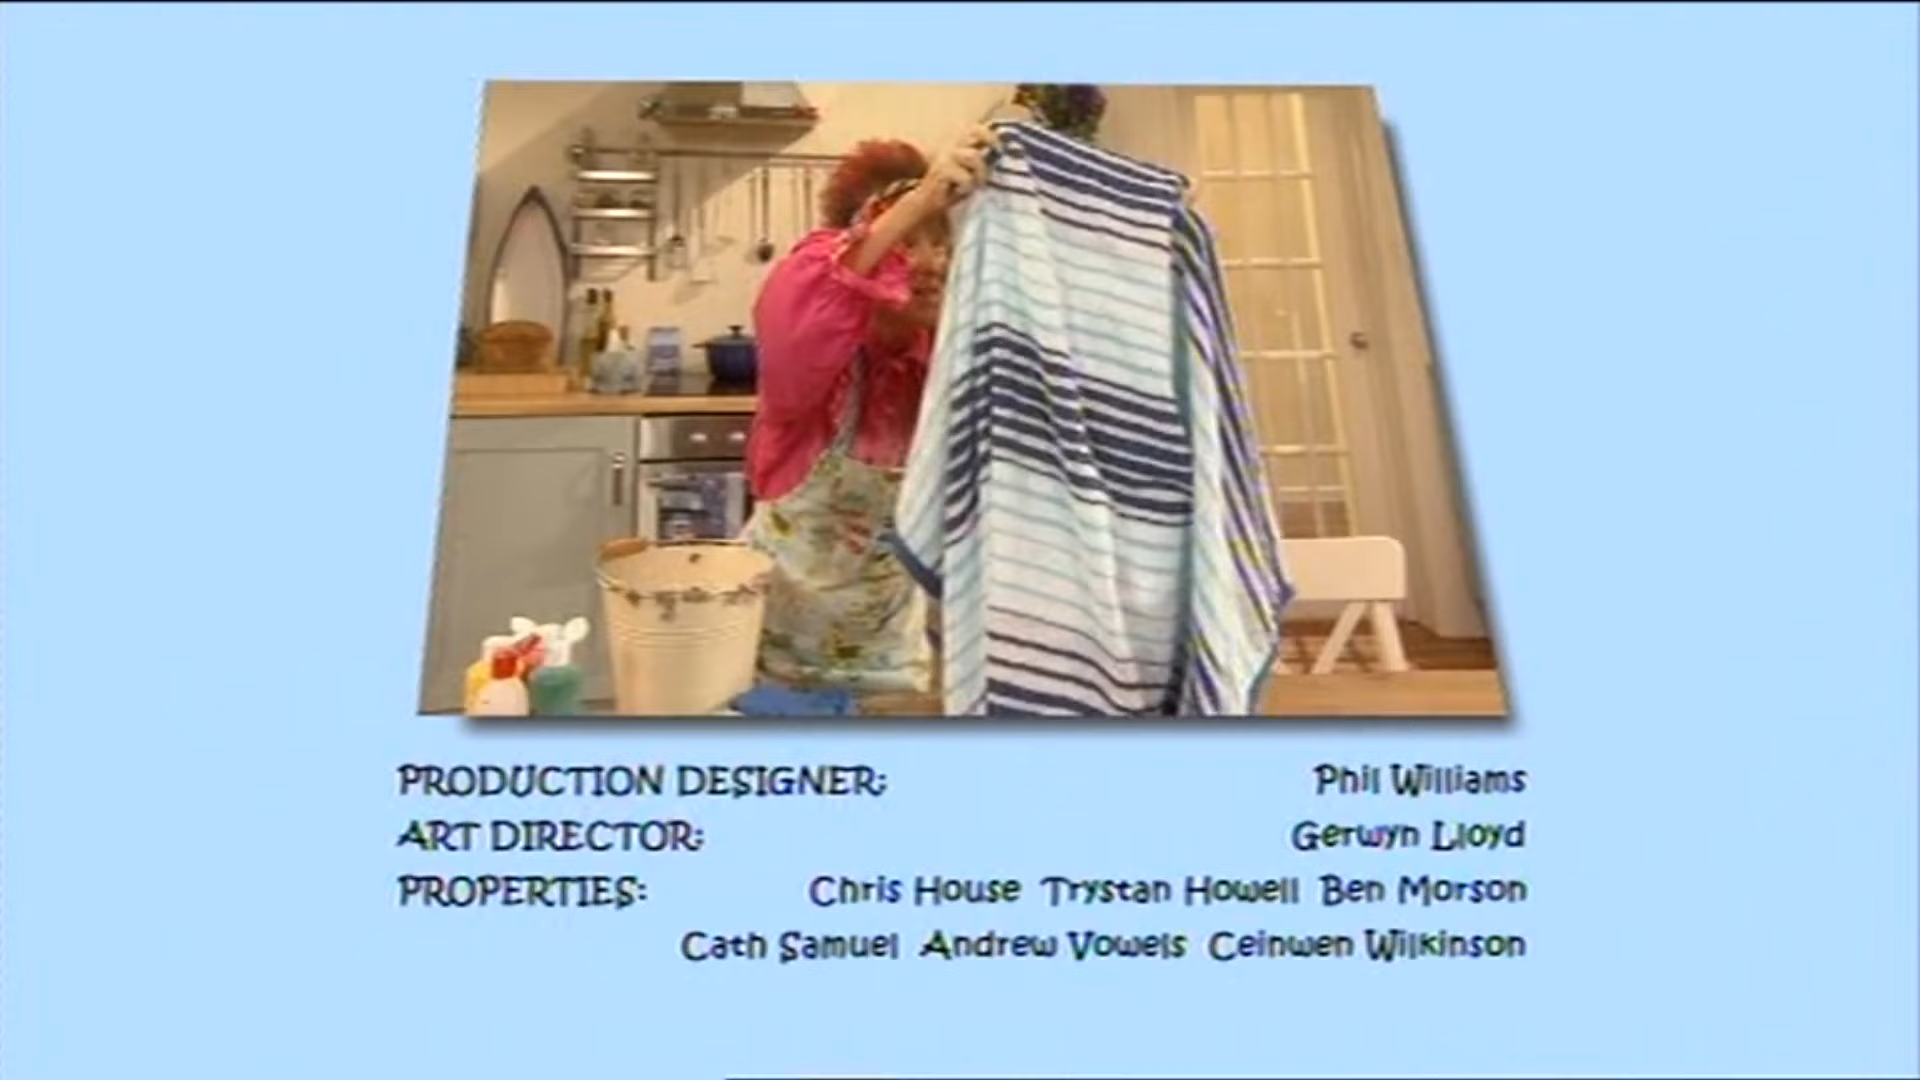 PRODUCTION DESIGNER: Phil Williams
ART DIRECTOR: Gerwyn Lloyd
PROPERTIES: Chris House Trystan Howell Ben Morson
Cath Samuel Andrew Vowels Ceinwen Wilkinson